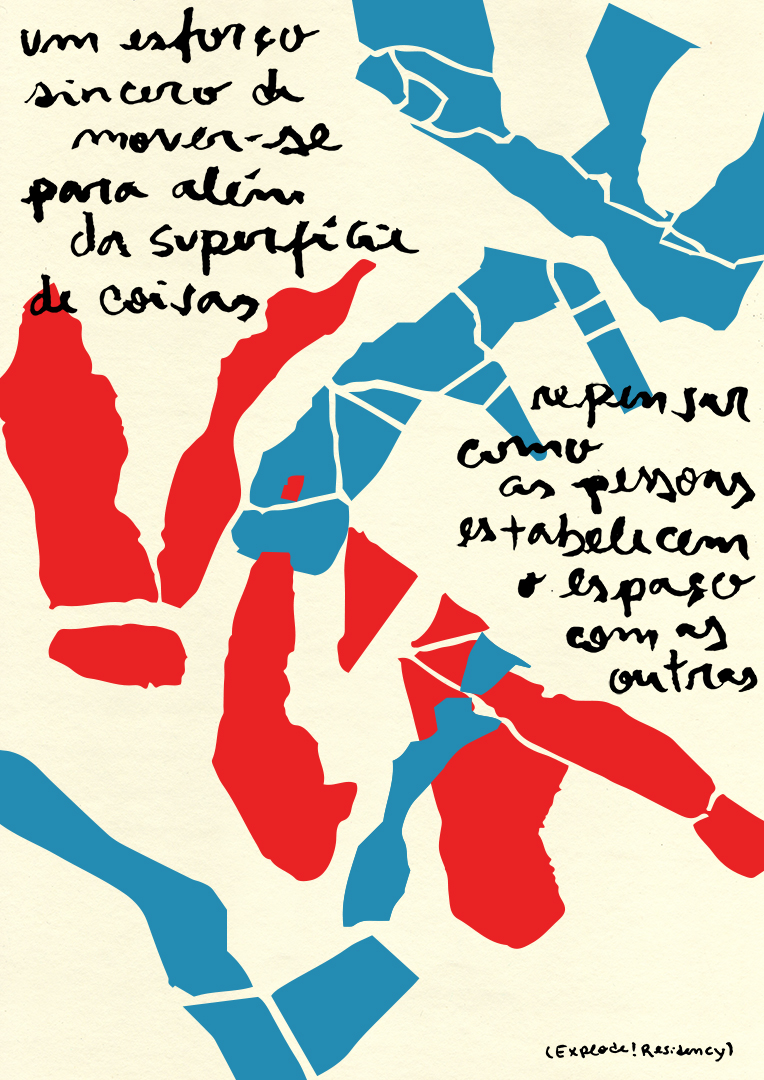 um esforço
sincero de
mover-se
para além
da superfície
de coisas
repensar
como
as pessoas
estabelecem
o espaço
com as
outras
(Explode! Residency)